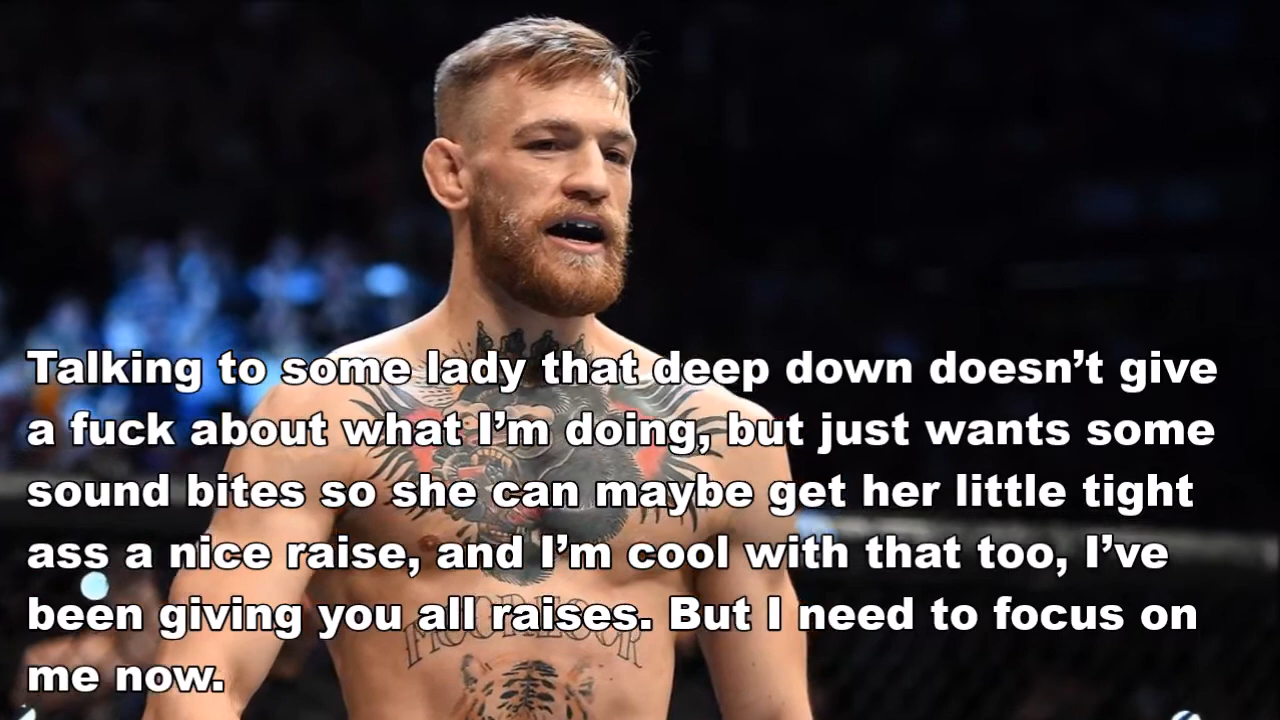 Talking to some lady that deep down doesn’t give
a fuck about what I’m doing, but just wants some
sound bites so she can maybe get her little tight
ass a nice raise, and I’m cool with that too, I’ve
been giving you all raises. But I need to focus on
me now.
MCGREGOR